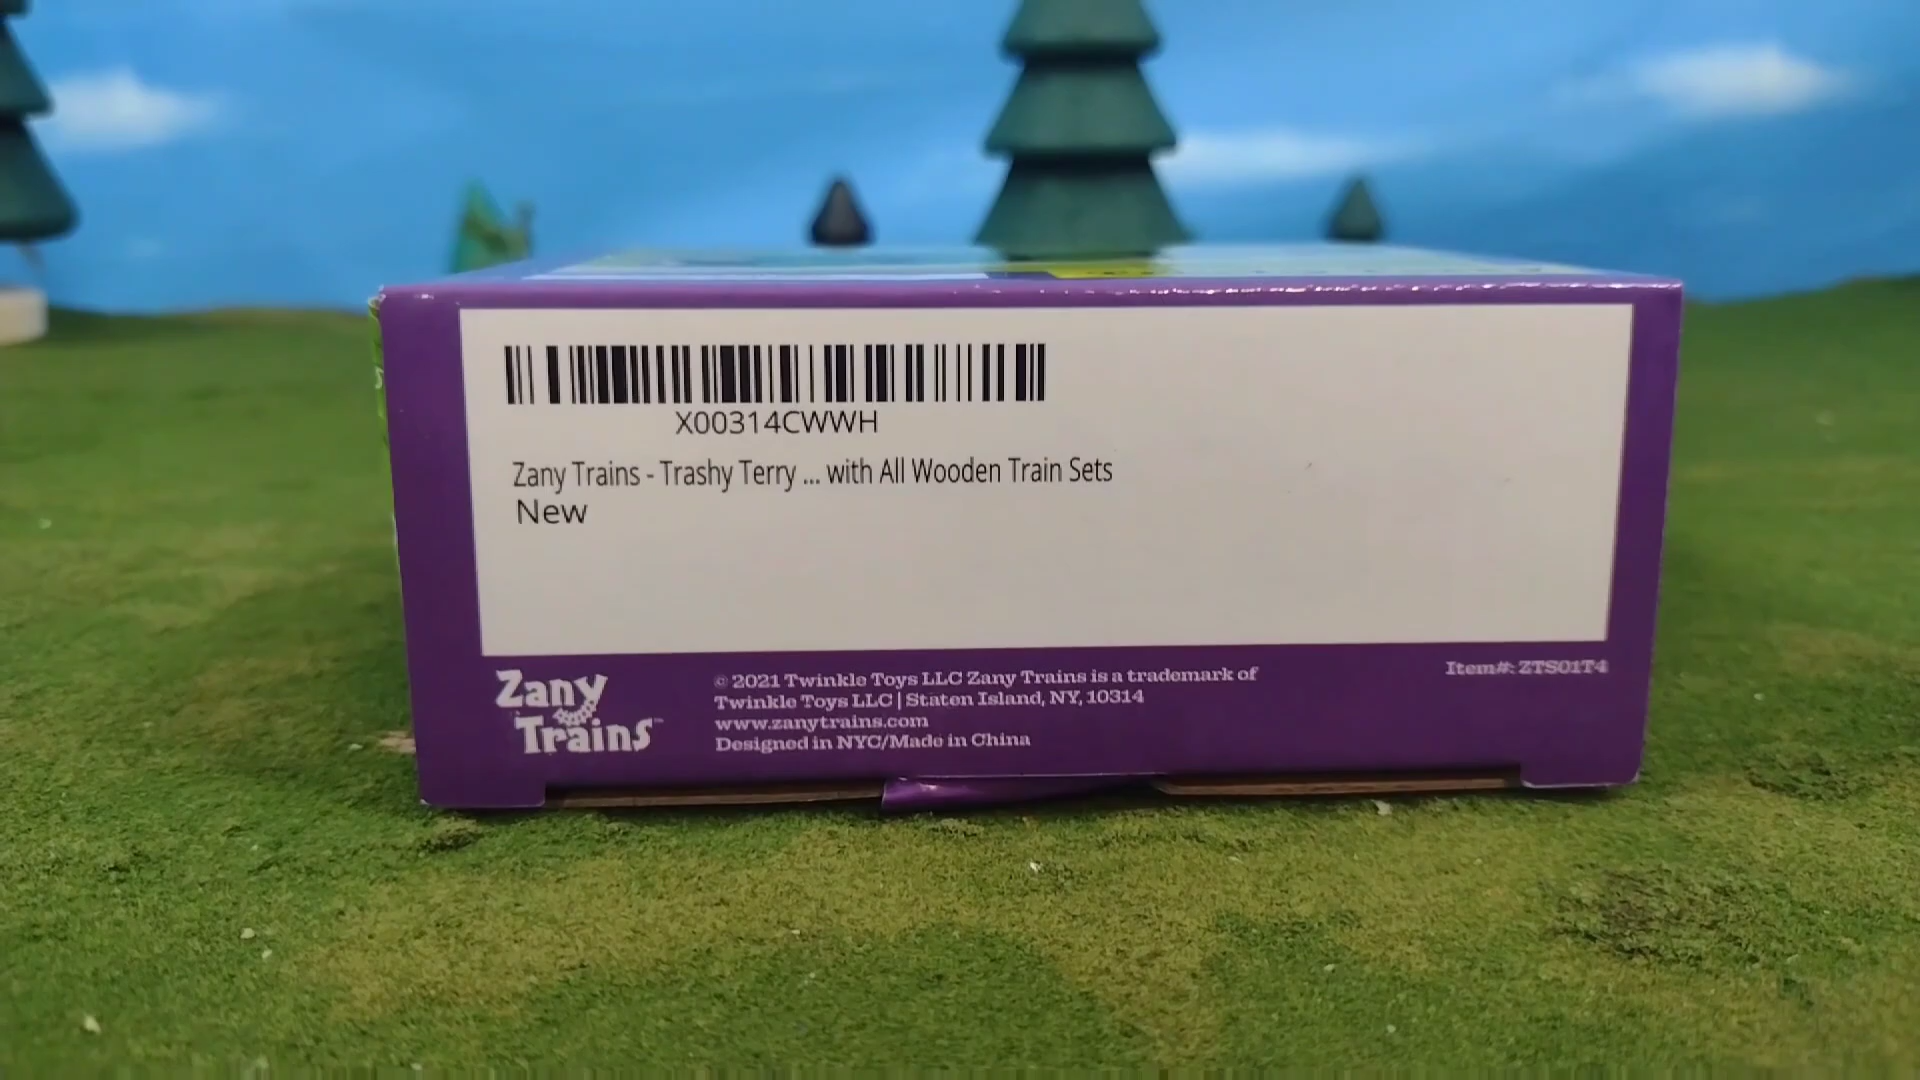 X00314CWWH
Zany Trains - Trashy Terry ... with All Wooden Train Sets
New
Zany
Trains™
© 2021 Twinkle Toys LLC Zany Trains is a trademark of
Twinkle Toys LLC | Staten Island, NY, 10314
www.zanytrains.com
Designed in NYC/Made in China
Item#: ZTS01T4